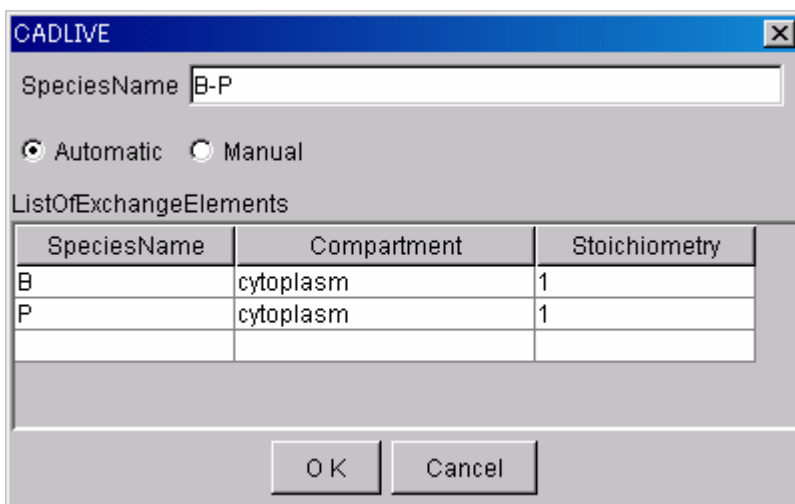 CADLIVE
SpeciesName B-P
Automatic Manual
ListOfExchangeElements
SpeciesName Compartment Stoichiometry
B cytoplasm 1
P cytoplasm 1
OK Cancel